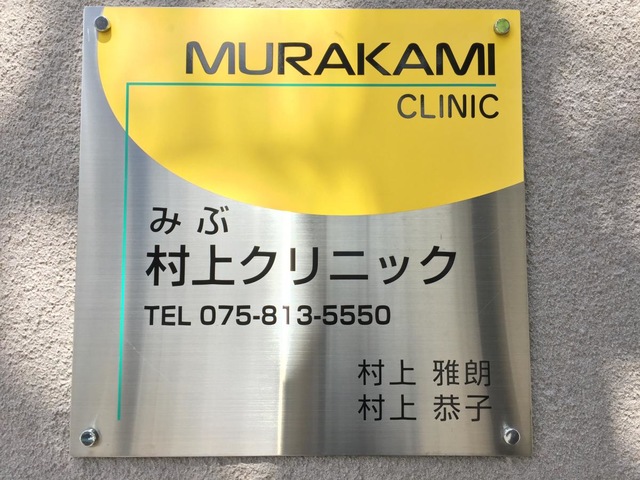 MURAKAMI
CLINIC
みぶ
村上クリニック
TEL 075-813-5550
村上 雅朗
村上 恭子